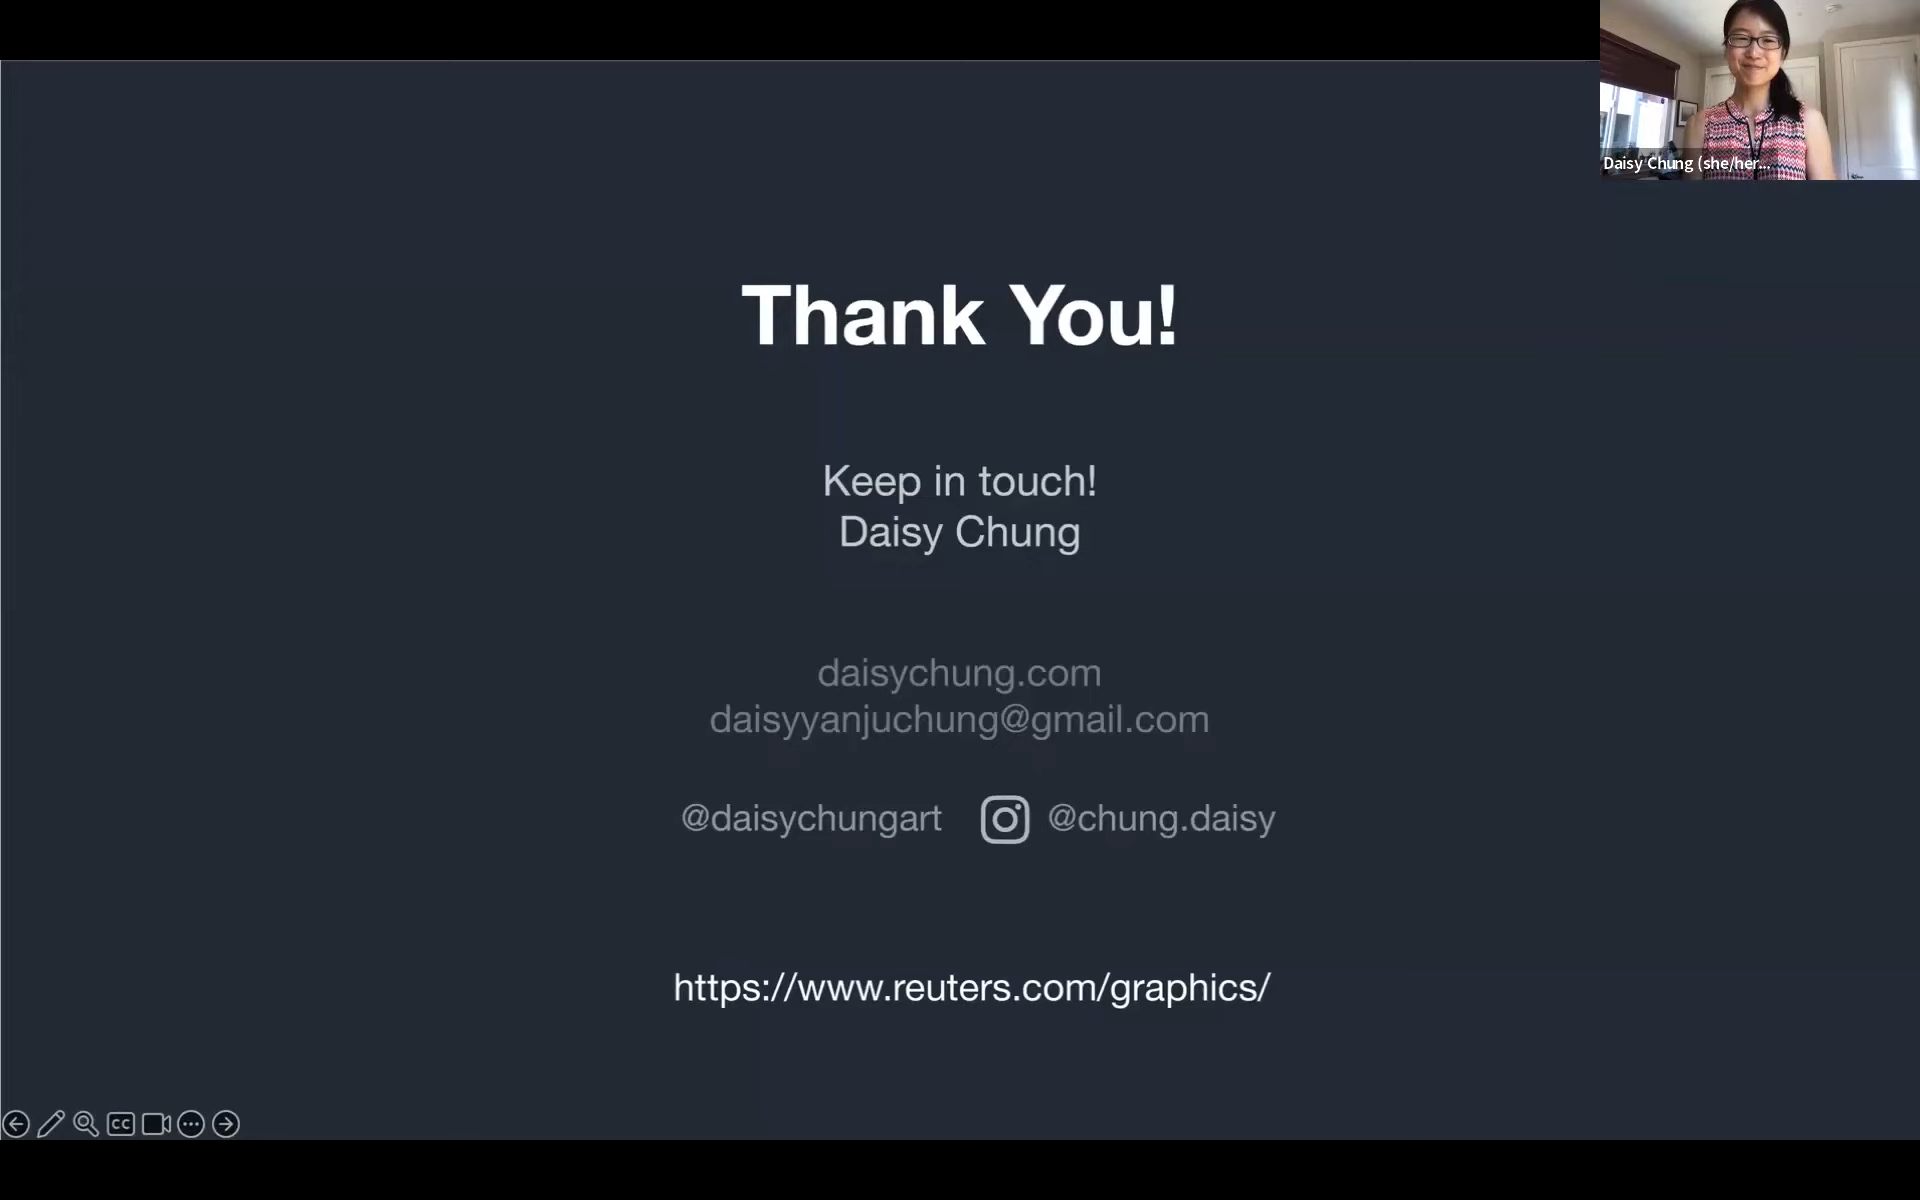 Daisy Chung (she/her...
Thank You!
Keep in touch!
Daisy Chung
daisychung.com
daisyyanjuchung@gmail.com
@daisychungart @chung.daisy
https://www.reuters.com/graphics/
CC